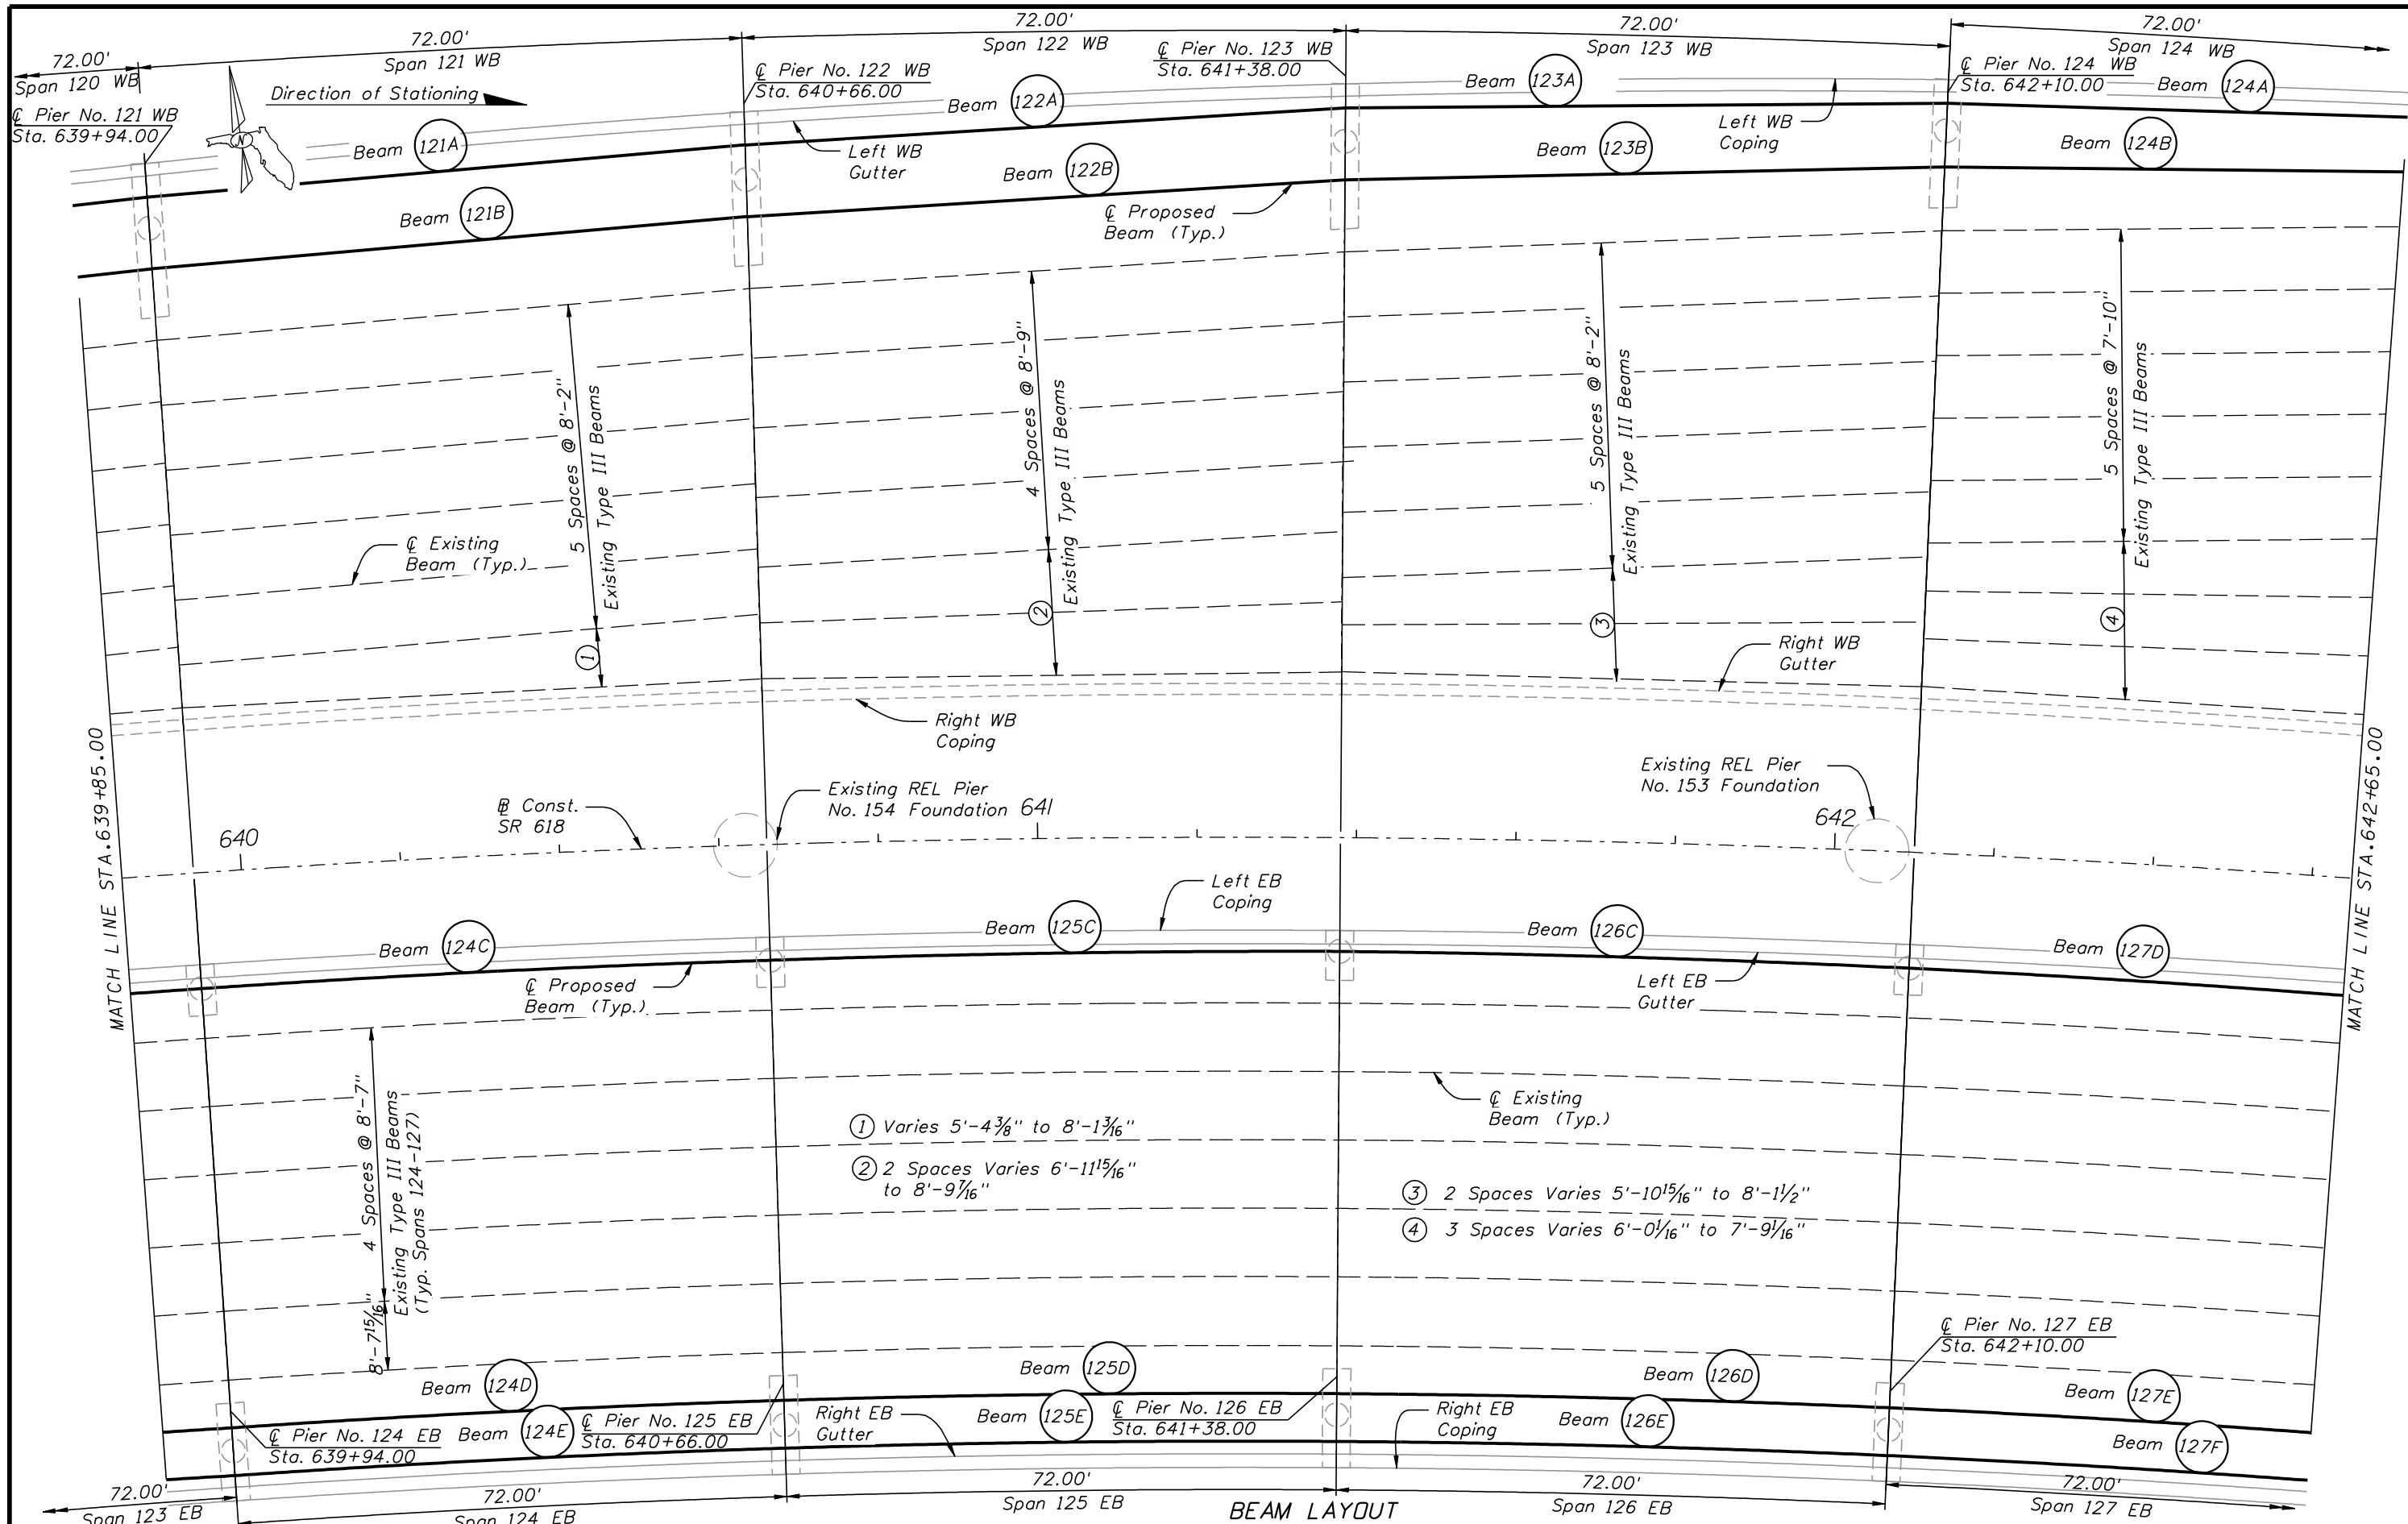 72.00'
Span 120 WB
72.00'
Span 121 WB
72.00'
Span 122 WB
72.00'
Span 123 WB
72.00'
Span 124 WB
℄ Pier No. 121 WB
Sta. 639+94.00
Direction of Stationing
N
℄ Pier No. 122 WB
Sta. 640+66.00
℄ Pier No. 123 WB
Sta. 641+38.00
℄ Pier No. 124 WB
Sta. 642+10.00
Beam 121A
Beam 122A
Beam 123A
Beam 124A
Left WB
Gutter
Left WB
Coping
Beam 121B
Beam 122B
Beam 123B
Beam 124B
℄ Proposed
Beam (Typ.)
5 Spaces @ 8'-2"
Existing Type III Beams
1
4 Spaces @ 8'-9"
Existing Type III Beams
2
5 Spaces @ 8'-2"
Existing Type III Beams
3
5 Spaces @ 7'-10"
Existing Type III Beams
4
℄ Existing
Beam (Typ.)
Right WB
Gutter
Right WB
Coping
MATCH LINE STA.639+85.00
MATCH LINE STA.642+65.00
640
641
642
℄ Const.
SR 618
Existing REL Pier
No. 154 Foundation
Existing REL Pier
No. 153 Foundation
Left EB
Coping
Beam 124C
Beam 125C
Beam 126C
Beam 127D
℄ Proposed
Beam (Typ.)
Left EB
Gutter
4 Spaces @ 8'-7"
Existing Type III Beams
(Typ. Spans 124-127)
8'-7 15/16"
℄ Existing
Beam (Typ.)
1 Varies 5'-4 3/8" to 8'-1 3/16"
2 2 Spaces Varies 6'-11 15/16"
to 8'-9 7/16"
3 2 Spaces Varies 5'-10 15/16" to 8'-1 1/2"
4 3 Spaces Varies 6'-0 1/16" to 7'-9 1/16"
℄ Pier No. 127 EB
Sta. 642+10.00
Beam 124D
Beam 125D
Beam 126D
Beam 127E
℄ Pier No. 124 EB
Sta. 639+94.00
Beam 124E
℄ Pier No. 125 EB
Sta. 640+66.00
Right EB
Gutter
Beam 125E
℄ Pier No. 126 EB
Sta. 641+38.00
Right EB
Coping
Beam 126E
Beam 127F
72.00'
Span 123 EB
72.00'
Span 124 EB
72.00'
Span 125 EB
72.00'
Span 126 EB
72.00'
Span 127 EB
BEAM LAYOUT